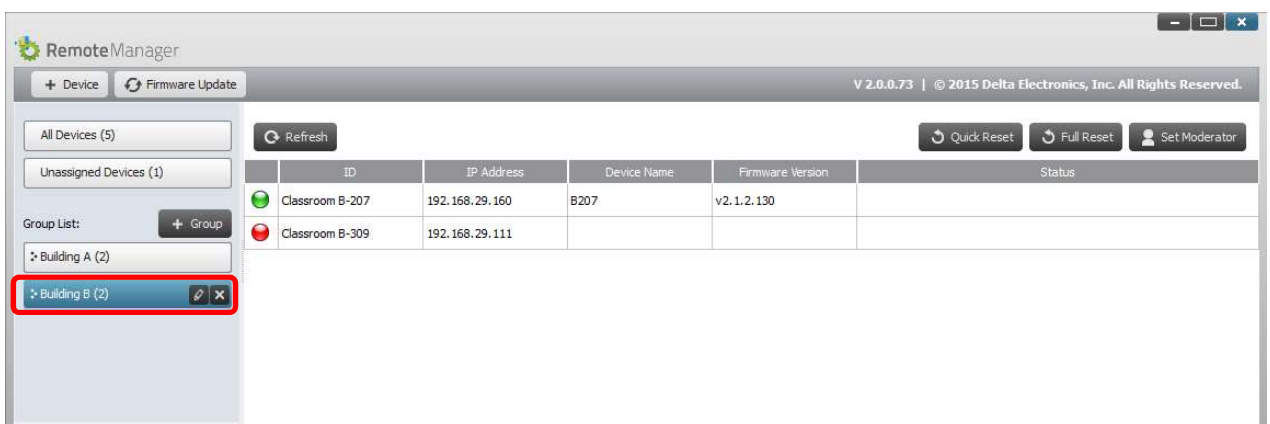 RemoteManager
+ Device Firmware Update V 2.0.0.73 | © 2015 Delta Electronics, Inc. All Rights Reserved.
All Devices (5) Refresh Quick Reset Full Reset Set Moderator
Unassigned Devices (1) ID IP Address Device Name Firmware Version Status
Classroom B-207 192.168.29.160 B207 v2.1.2.130
Group List: + Group Classroom B-309 192.168.29.111
Building A (2)
Building B (2)